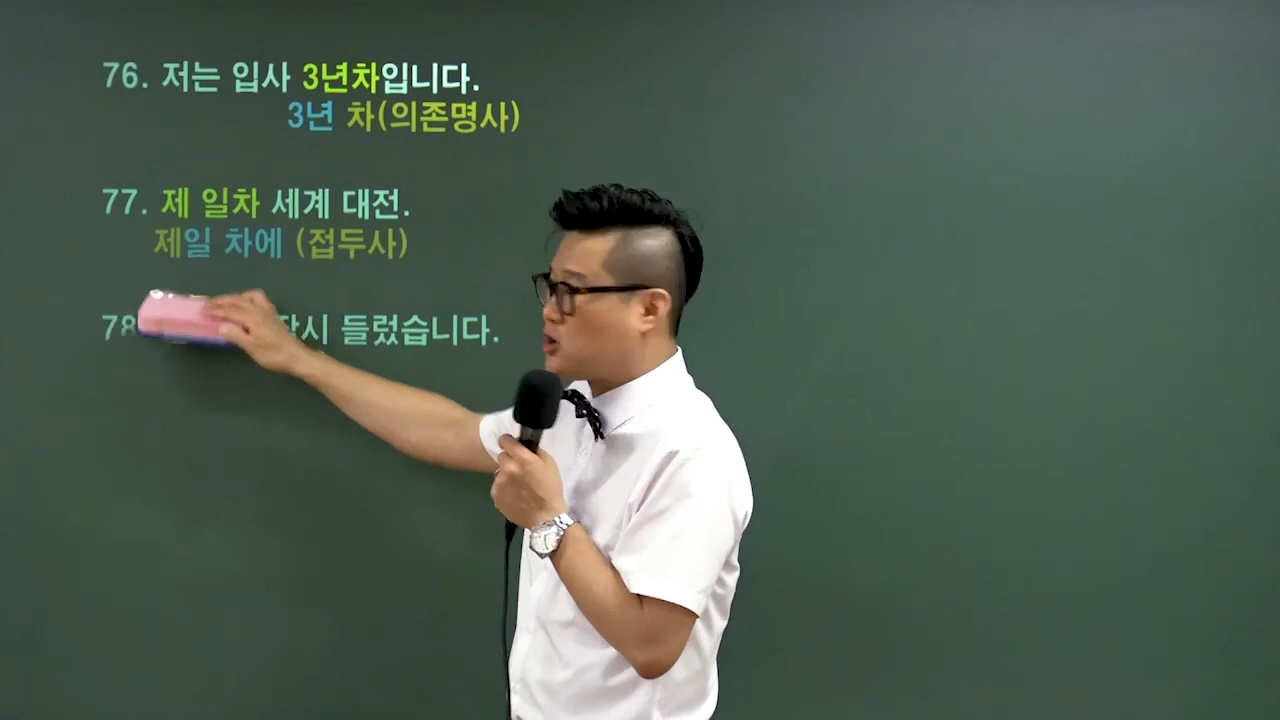 76. 저는 입사 3년차입니다.
3년 차(의존명사)
77. 제 일차 세계 대전.
제일 차에 (접두사)
78 들렀습니다.